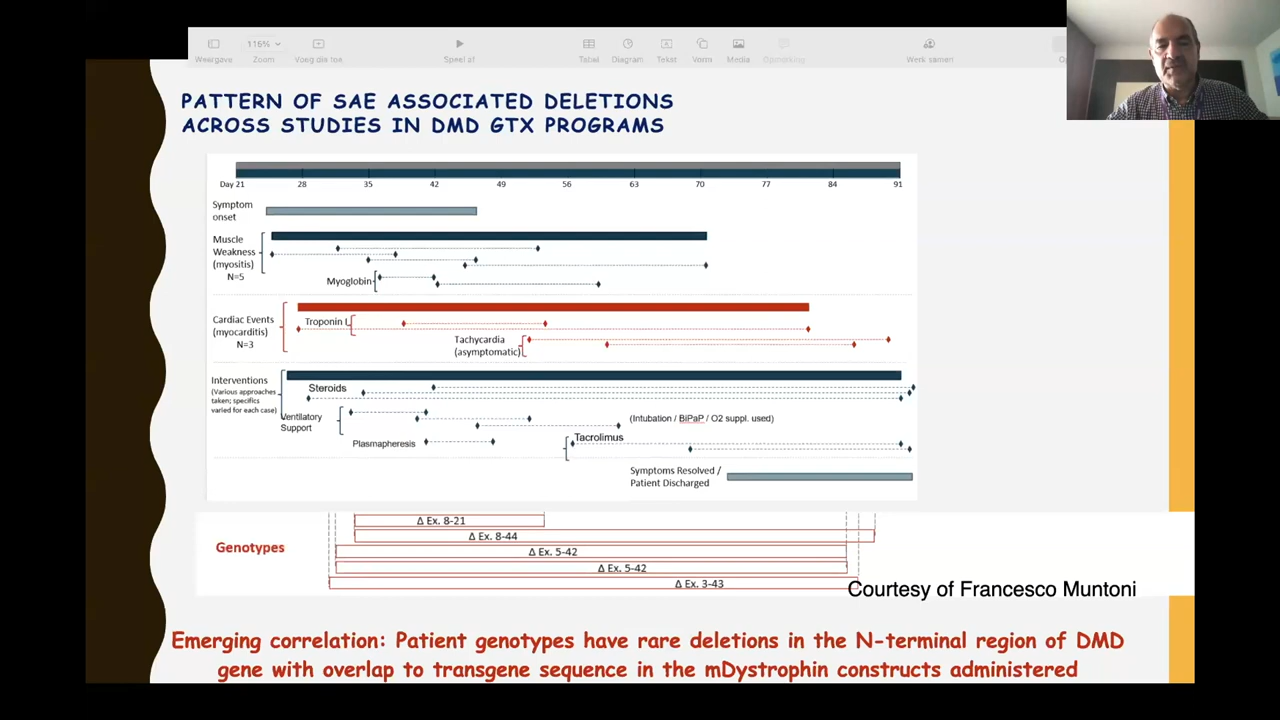 116%
Weergave
Zoom
Voeg dia toe
Speel af
Tabel
Diagram
Tekst
Vorm
Media
Opmerking
Werk samen
PATTERN OF SAE ASSOCIATED DELETIONS
ACROSS STUDIES IN DMD GTX PROGRAMS
Day 21 28 35 42 49 56 63 70 77 84 91
Symptom
onset
Muscle
Weakness
(myositis)
N=5
Myoglobin
Cardiac Events
(myocarditis)
N=3
Troponin I
Tachycardia
(asymptomatic)
Interventions
(Various approaches
taken; specifics
varied for each case)
Steroids
Ventilatory
Support
(Intubation / BiPaP / O2 suppl. used)
Plasmapheresis
Tacrolimus
Symptoms Resolved /
Patient Discharged
Genotypes
Δ Ex. 8-21
Δ Ex. 8-44
Δ Ex. 5-42
Δ Ex. 5-42
Δ Ex. 3-43
Courtesy of Francesco Muntoni
Emerging correlation: Patient genotypes have rare deletions in the N-terminal region of DMD
gene with overlap to transgene sequence in the mDystrophin constructs administered